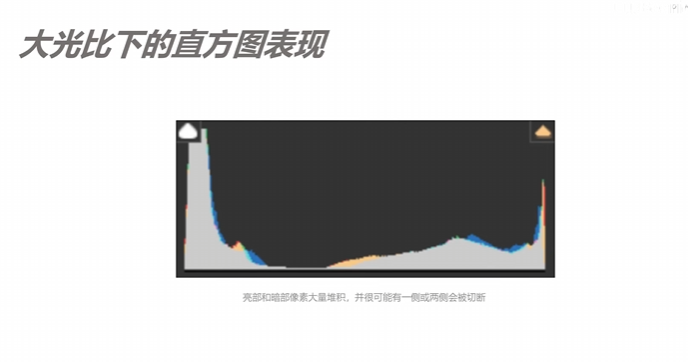 大光比下的直方图表现
亮部和暗部像素大量堆积。并很可能有一侧或两侧会被切断